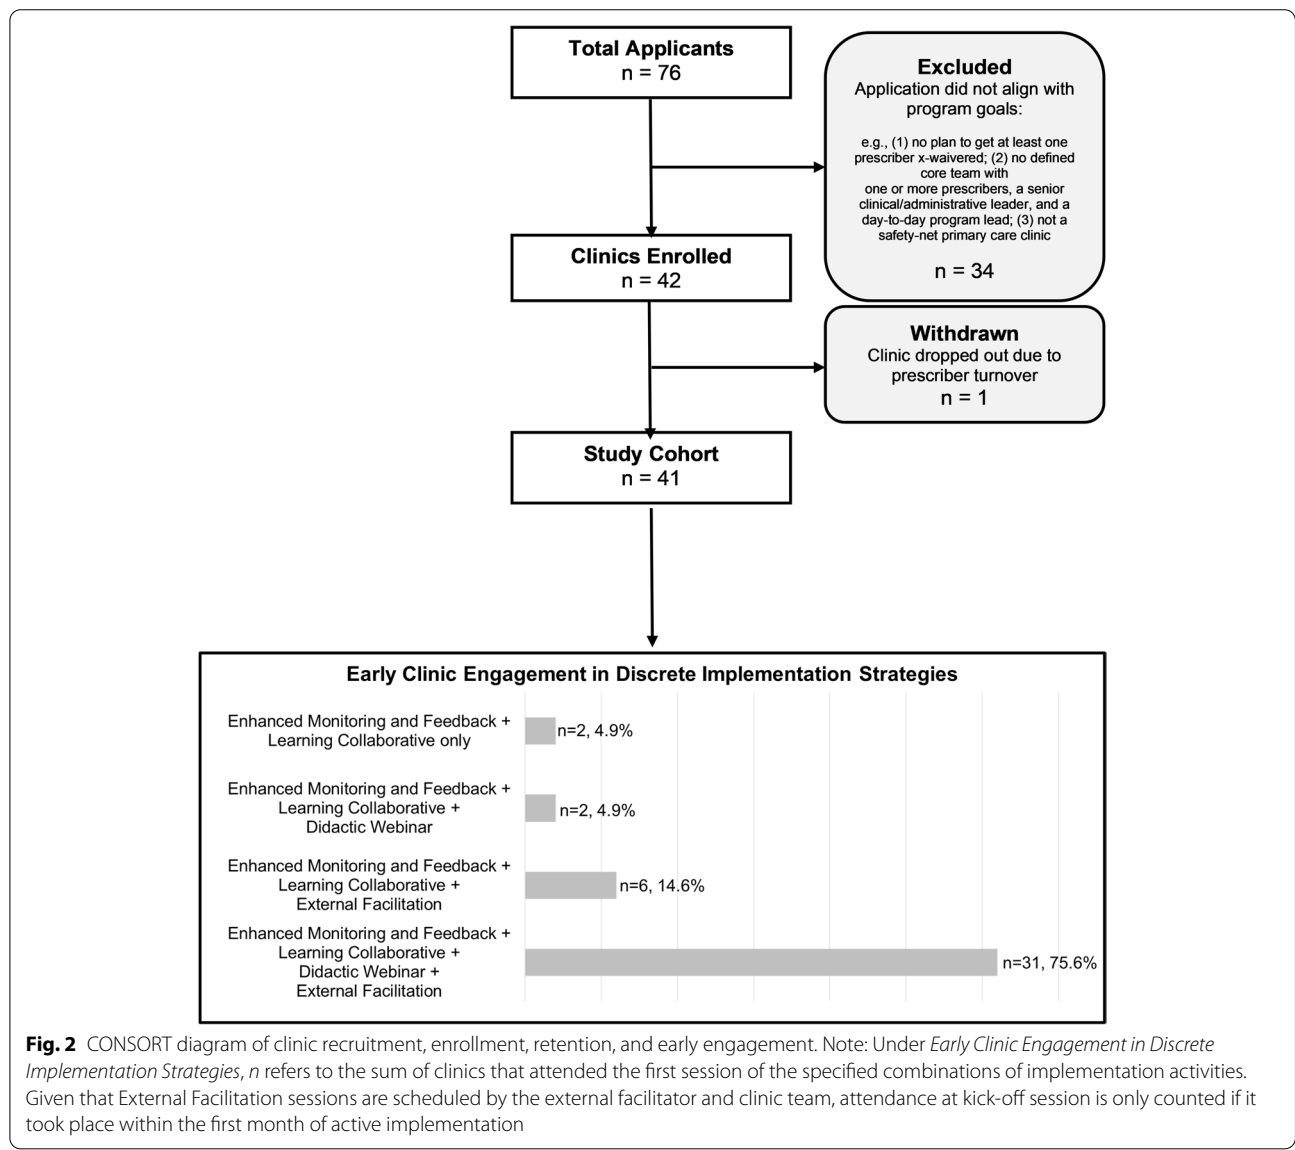 Total Applicants
n = 76
Excluded
Application did not align with
program goals:
e.g., (1) no plan to get at least one
prescriber x-waivered; (2) no defined
core team with
one or more prescribers, a senior
clinical/administrative leader, and a
day-to-day program lead; (3) not a
safety-net primary care clinic
n = 34
Clinics Enrolled
n = 42
Withdrawn
Clinic dropped out due to
prescriber turnover
n = 1
Study Cohort
n = 41
Early Clinic Engagement in Discrete Implementation Strategies
Enhanced Monitoring and Feedback +
Learning Collaborative only
n=2, 4.9%
Enhanced Monitoring and Feedback +
Learning Collaborative +
Didactic Webinar
n=2, 4.9%
Enhanced Monitoring and Feedback +
Learning Collaborative +
External Facilitation
n=6, 14.6%
Enhanced Monitoring and Feedback +
Learning Collaborative +
Didactic Webinar +
External Facilitation
n=31, 75.6%
Fig. 2 CONSORT diagram of clinic recruitment, enrollment, retention, and early engagement. Note: Under Early Clinic Engagement in Discrete
Implementation Strategies, n refers to the sum of clinics that attended the first session of the specified combinations of implementation activities.
Given that External Facilitation sessions are scheduled by the external facilitator and clinic team, attendance at kick-off session is only counted if it
took place within the first month of active implementation